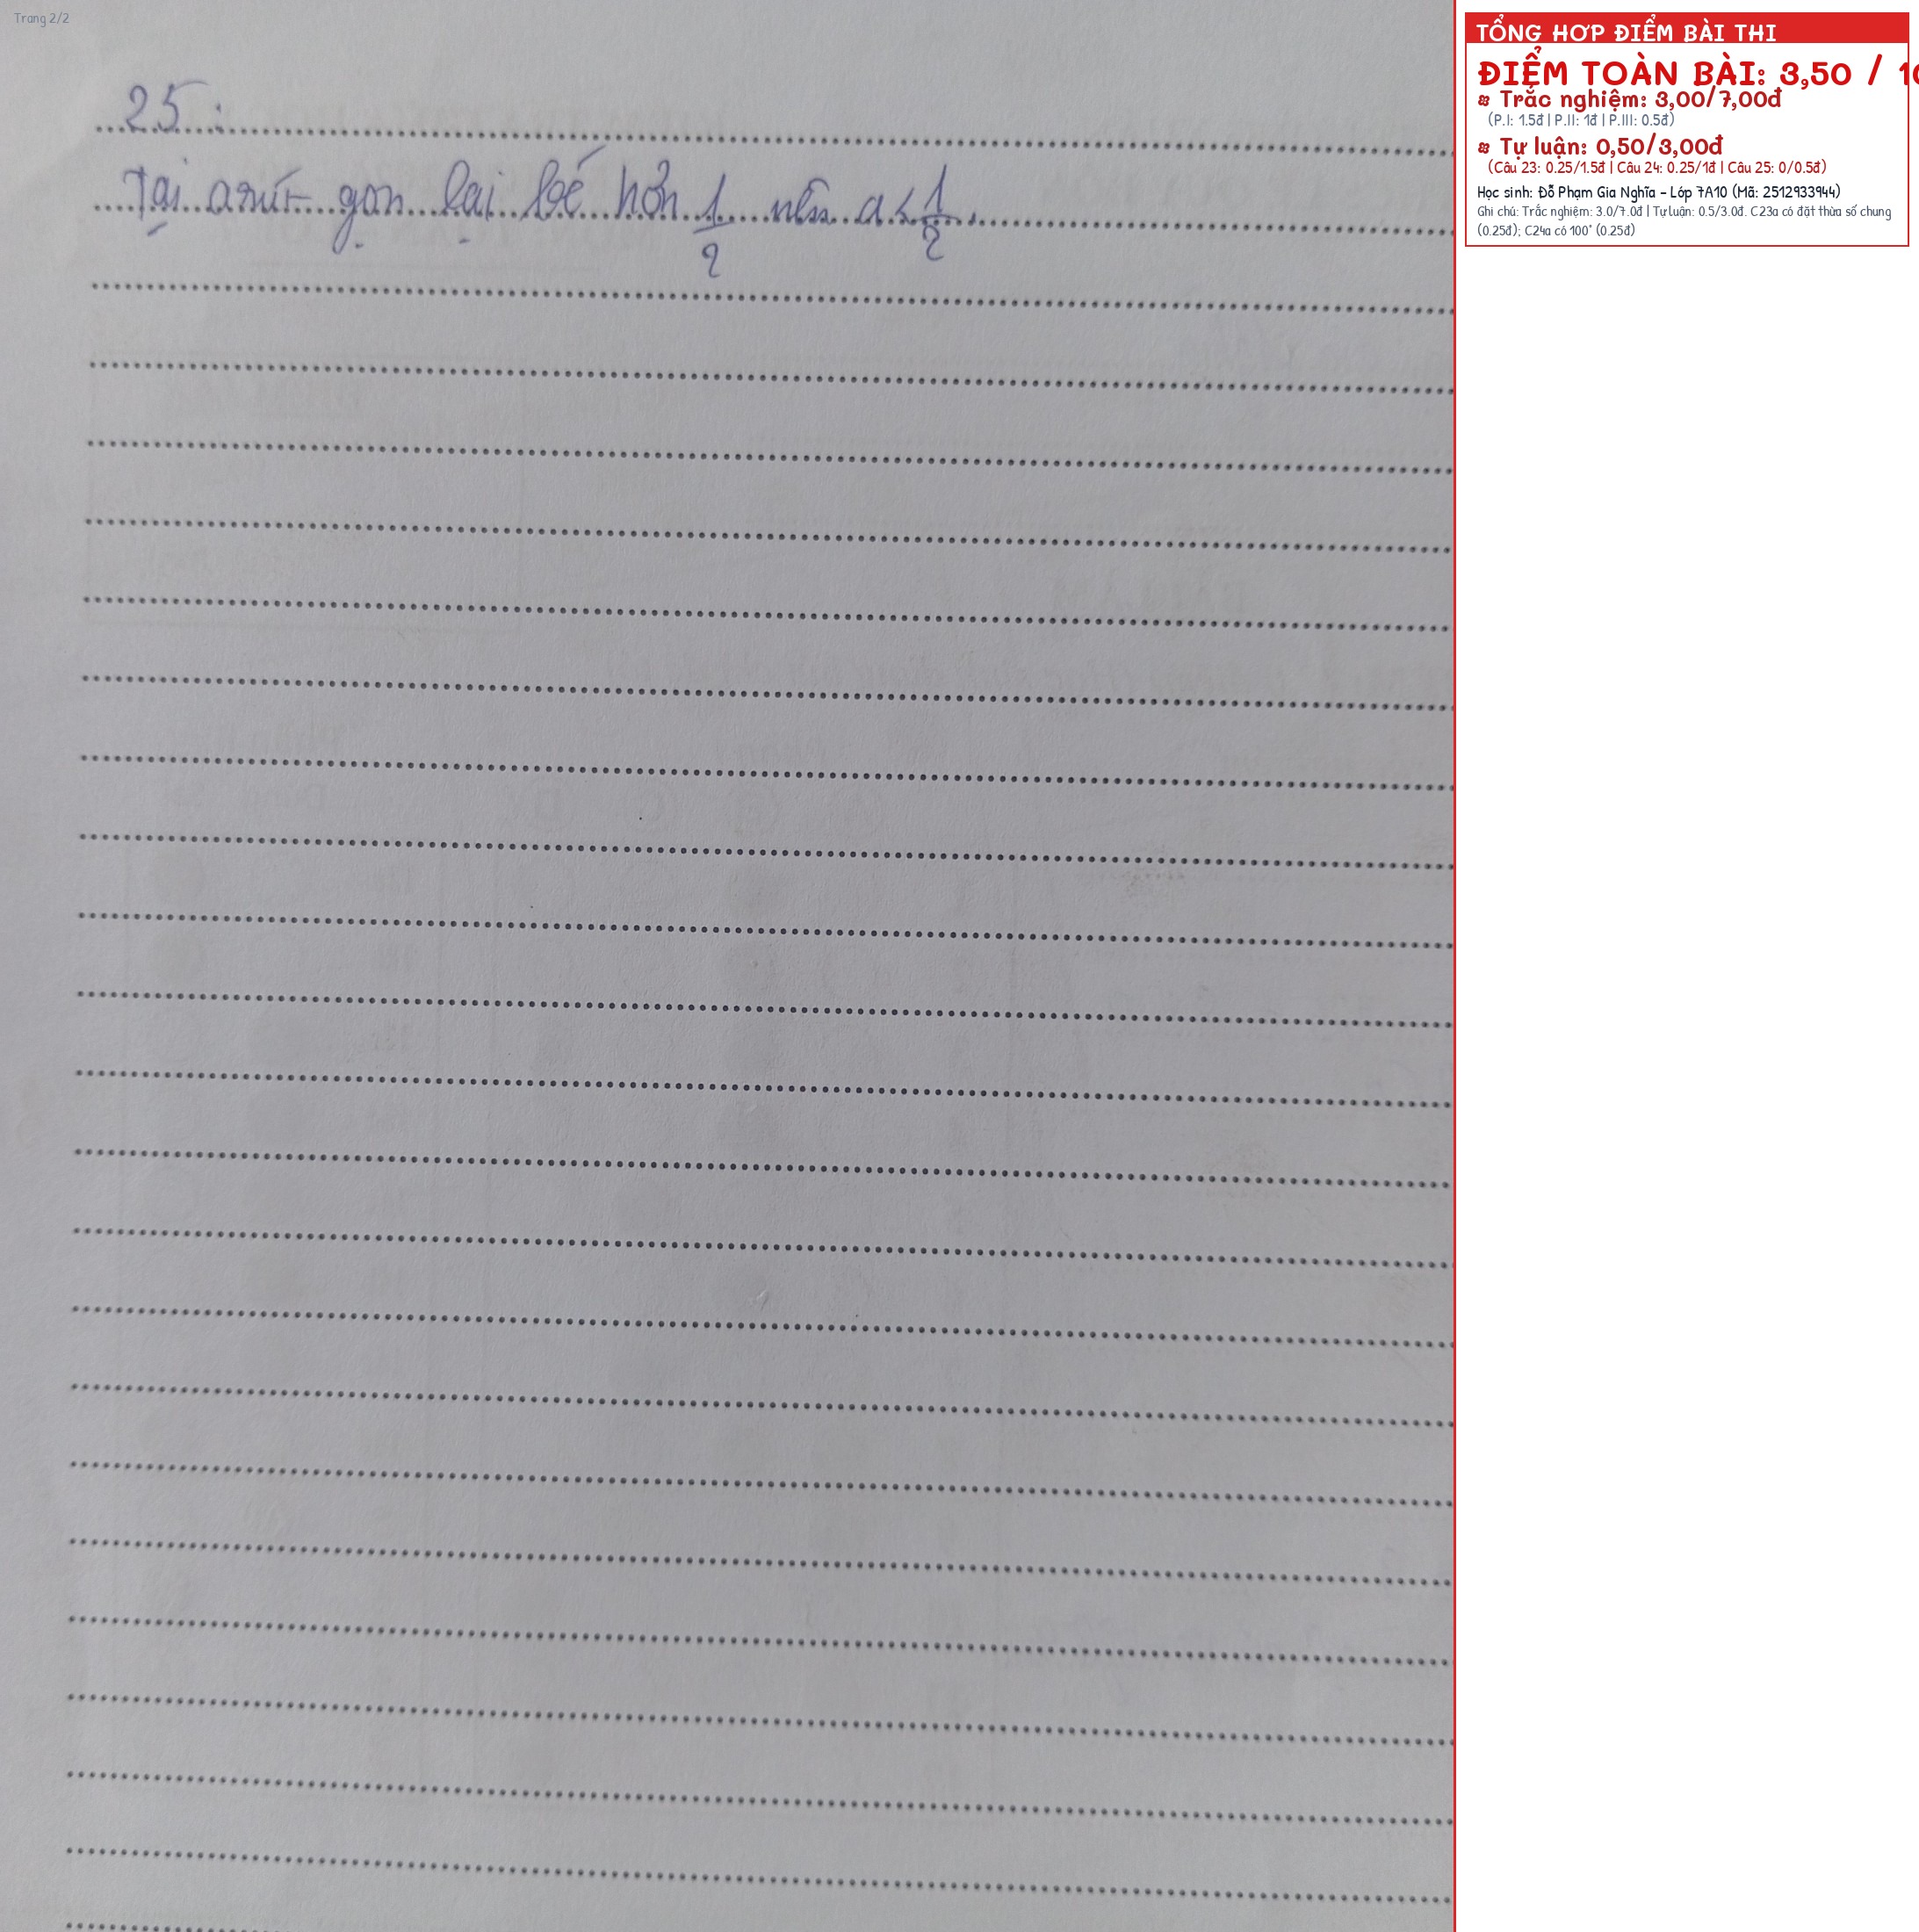 Trang 2/2
25:
Tại a rút gọn lại bé hơn 1/2 nên a < 1/2.
TỔNG HỢP ĐIỂM BÀI THI
ĐIỂM TOÀN BÀI: 3,50 / 10
Trắc nghiệm: 3,00/7,00đ
(P.I: 1.5đ | P.II: 1đ | P.III: 0.5đ)
Tự luận: 0,50/3,00đ
(Câu 23: 0.25/1.5đ | Câu 24: 0.25/1đ | Câu 25: 0/0.5đ)
Học sinh: Đỗ Phạm Gia Nghĩa - Lớp 7A10 (Mã: 2512933944)
Ghi chú: Trắc nghiệm: 3.0/7.0đ | Tự luận: 0.5/3.0đ. C23a có đặt thừa số chung
(0.25đ); C24a có 100° (0.25đ)